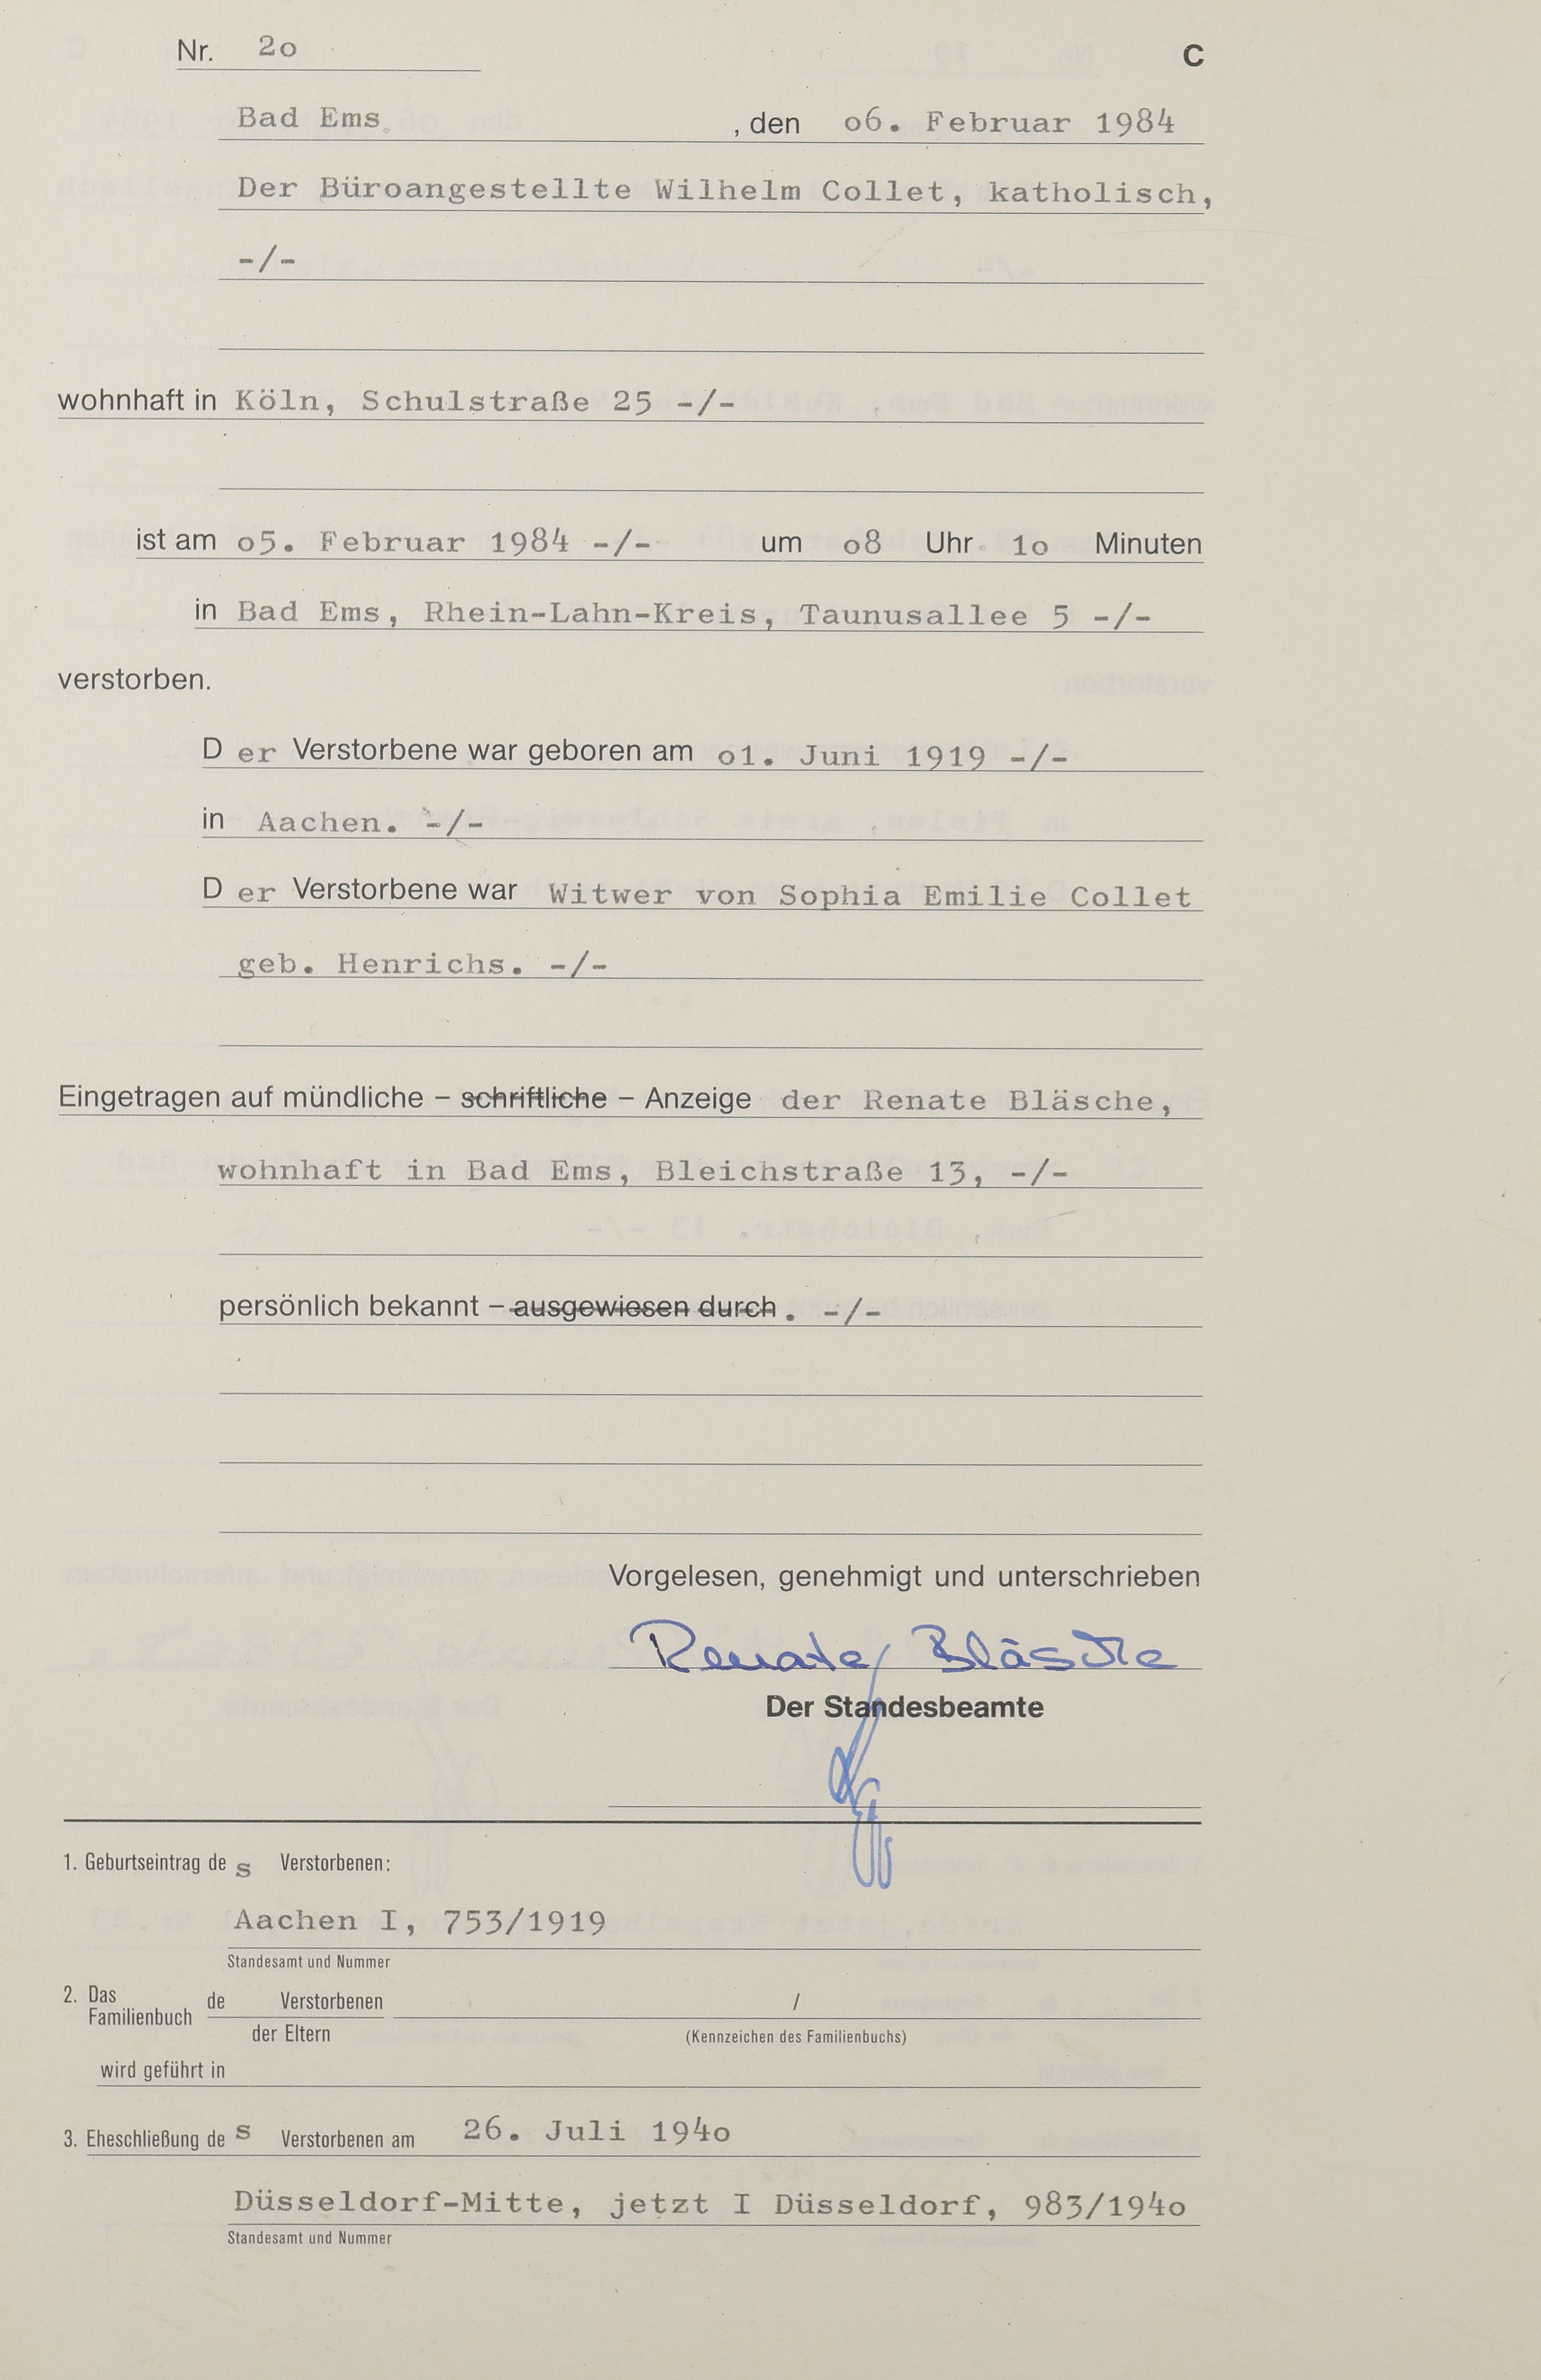 Nr. 2o C
Bad Ems , den o6. Februar 1984
Der Büroangestellte Wilhelm Collet, katholisch,
-/-
wohnhaft in Köln, Schulstraße 25 -/-
ist am o5. Februar 1984 -/- um o8 Uhr 1o Minuten
in Bad Ems, Rhein-Lahn-Kreis, Taunusallee 5 -/-
verstorben.
D er Verstorbene war geboren am o1. Juni 1919 -/-
in Aachen. -/-
D er Verstorbene war Witwer von Sophia Emilie Collet
geb. Henrichs. -/-
Eingetragen auf mündliche – schriftliche – Anzeige der Renate Bläsche,
wohnhaft in Bad Ems, Bleichstraße 13, -/-
persönlich bekannt – ausgewiesen durch . -/-
Vorgelesen, genehmigt und unterschrieben
Renate Bläsche
Der Standesbeamte
1. Geburtseintrag de s Verstorbenen:
Aachen I, 753/1919
Standesamt und Nummer
2. Das Familienbuch de Verstorbenen /
der Eltern (Kennzeichen des Familienbuchs)
wird geführt in
3. Eheschließung de s Verstorbenen am 26. Juli 194o
Düsseldorf-Mitte, jetzt I Düsseldorf, 983/194o
Standesamt und Nummer